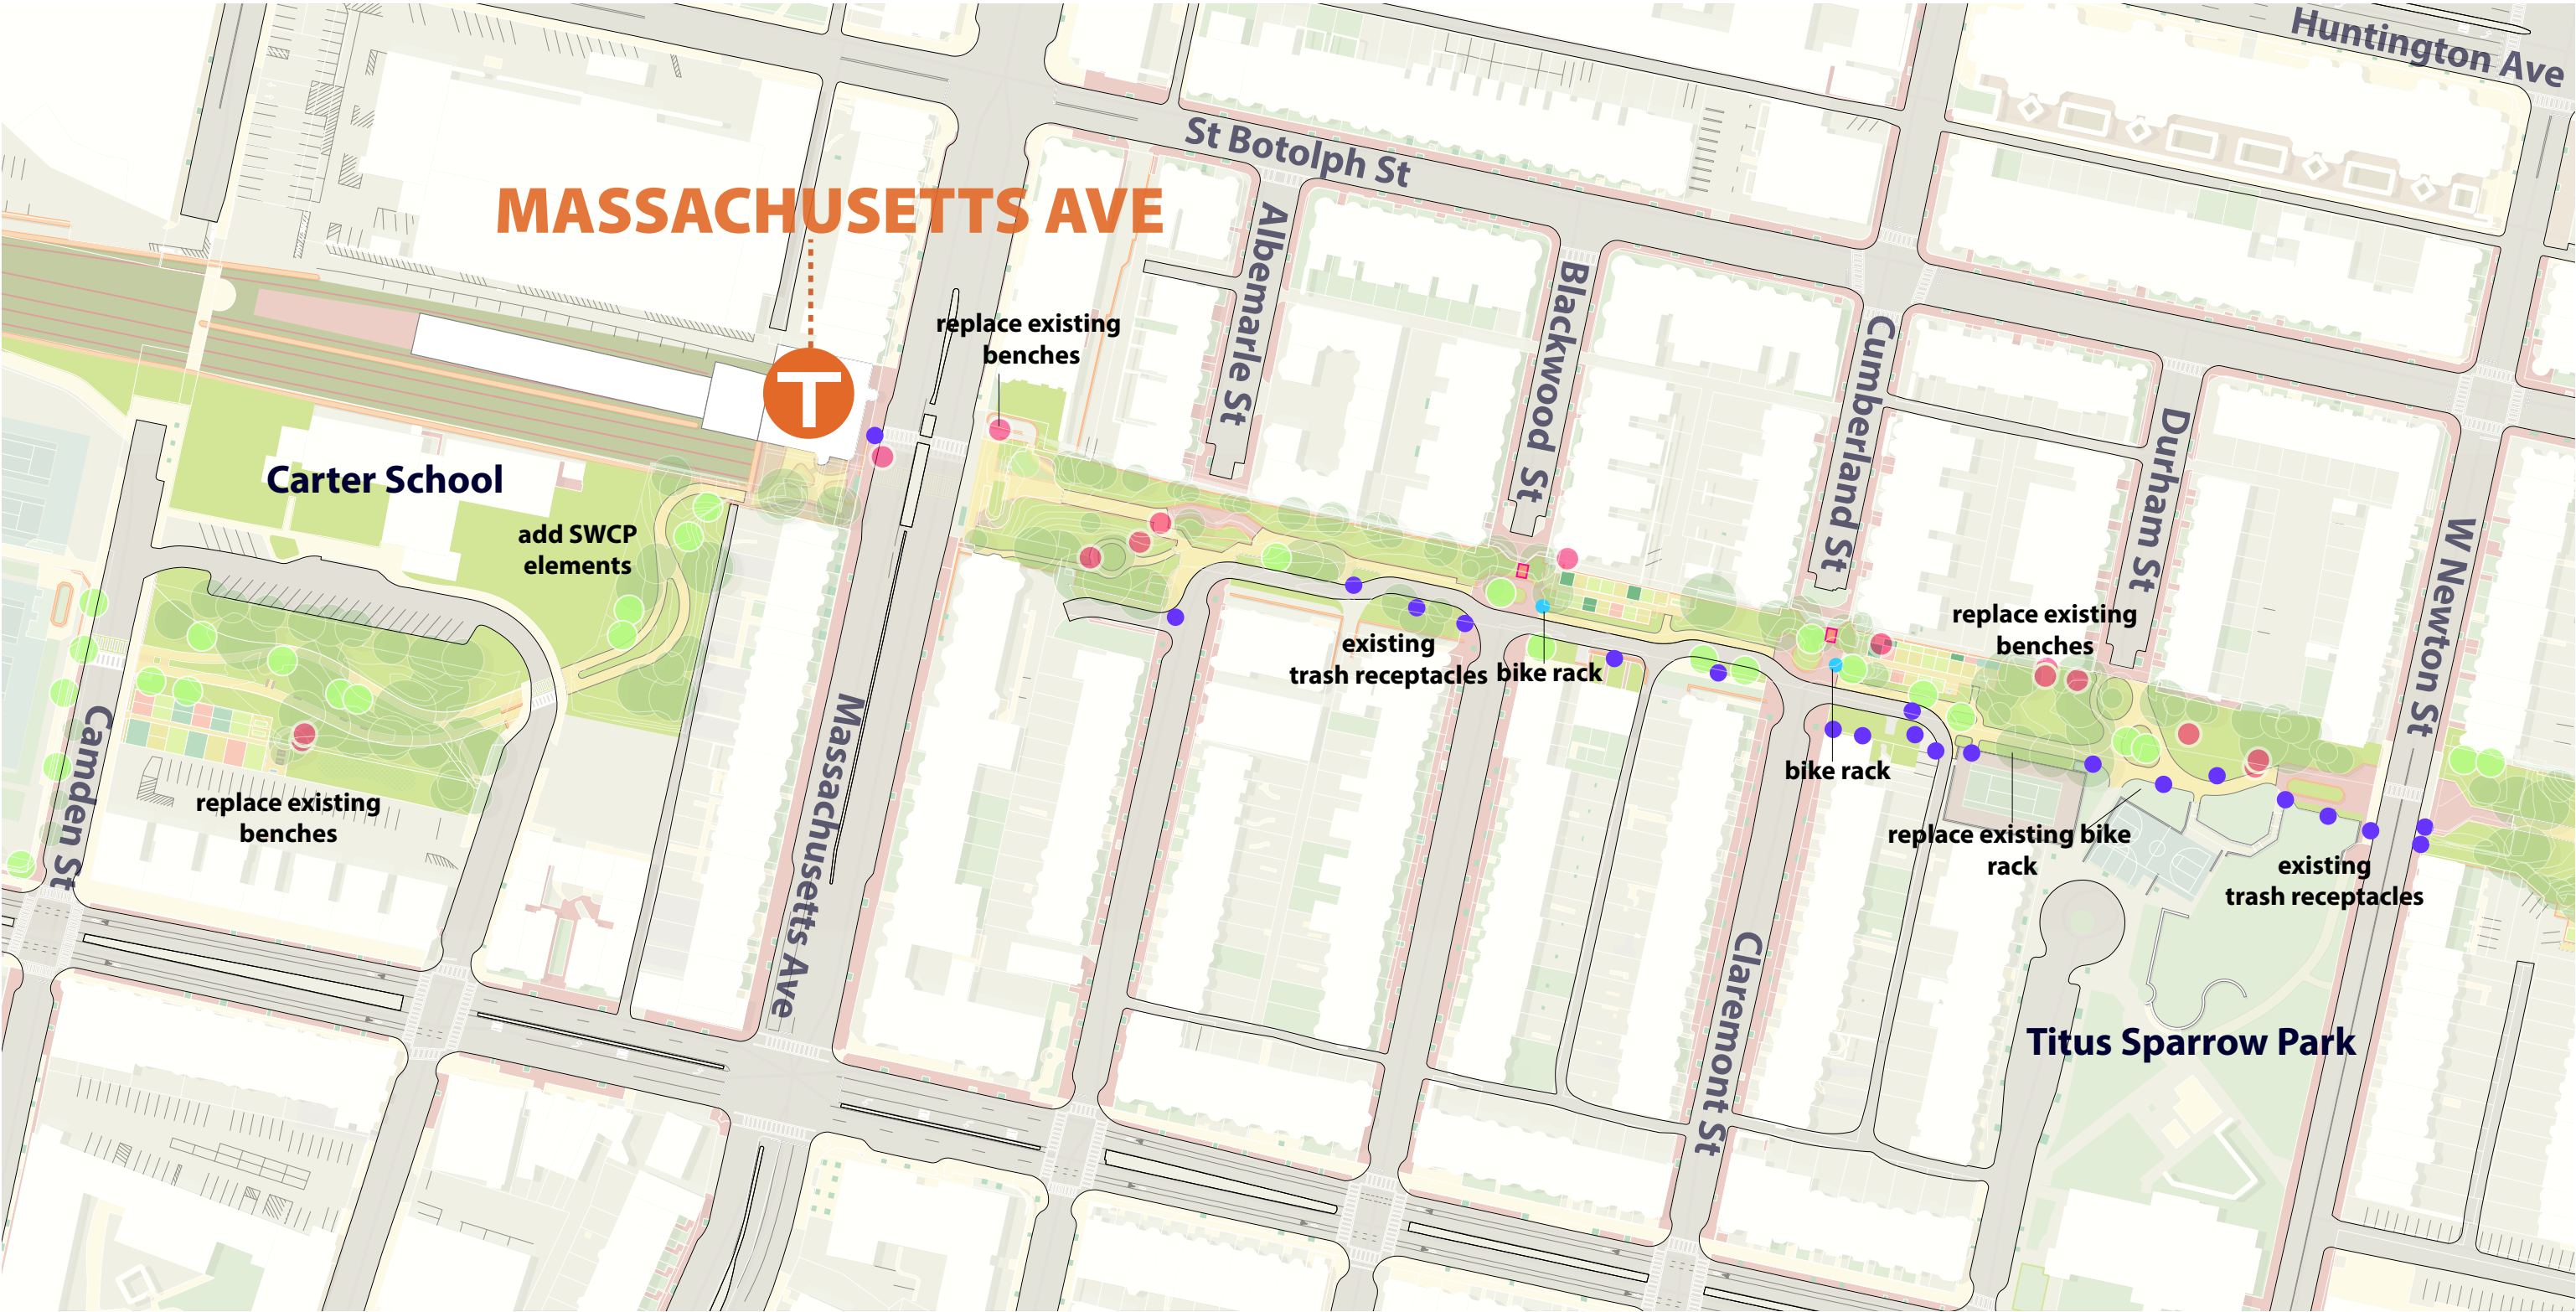 Huntington Ave
St Botolph St
MASSACHUSETTS AVE
T
Albemarle St
Blackwood St
Cumberland St
Durham St
W Newton St
replace existing
benches
Carter School
add SWCP
elements
replace existing
benches
existing
trash receptacles
bike rack
bike rack
replace existing
benches
replace existing bike
rack
existing
trash receptacles
Camden St
Massachusetts Ave
Claremont St
Titus Sparrow Park